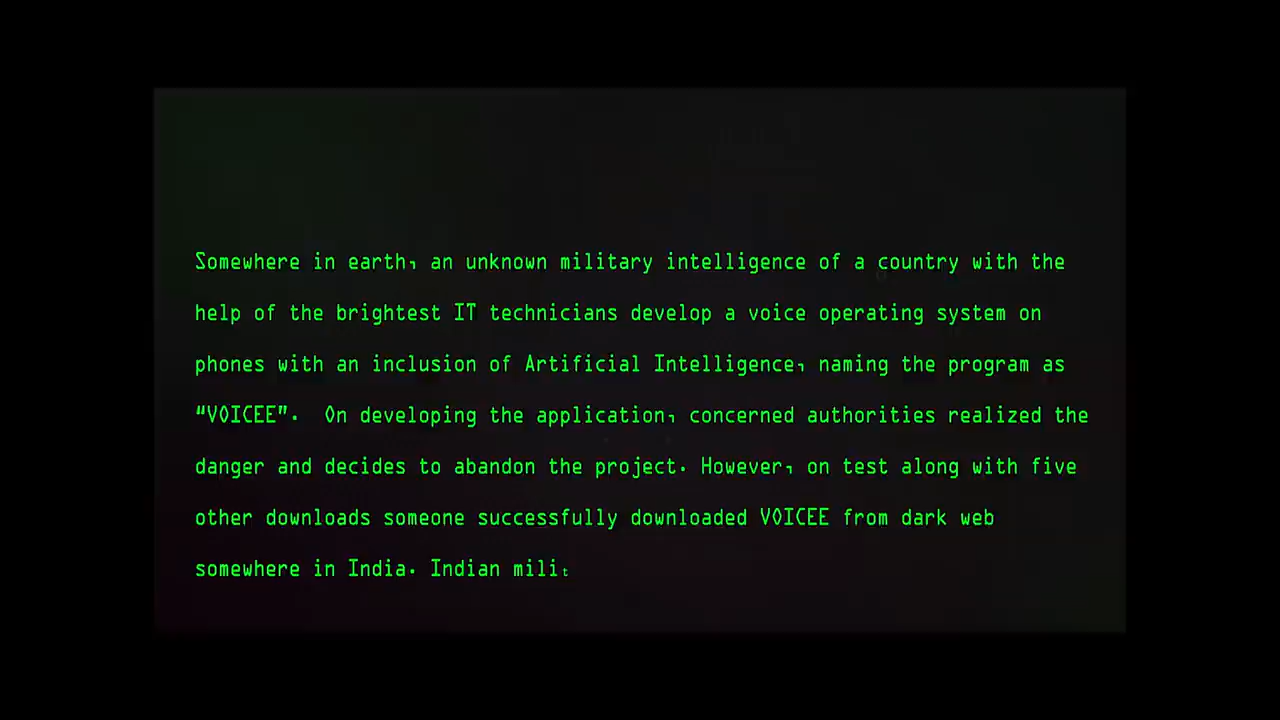 Somewhere in earth, an unknown military intelligence of a country with the
help of the brightest IT technicians develop a voice operating system on
phones with an inclusion of Artificial Intelligence, naming the program as
“VOICEE”.  On developing the application, concerned authorities realized the
danger and decides to abandon the project. However, on test along with five
other downloads someone successfully downloaded VOICEE from dark web
somewhere in India. Indian milit